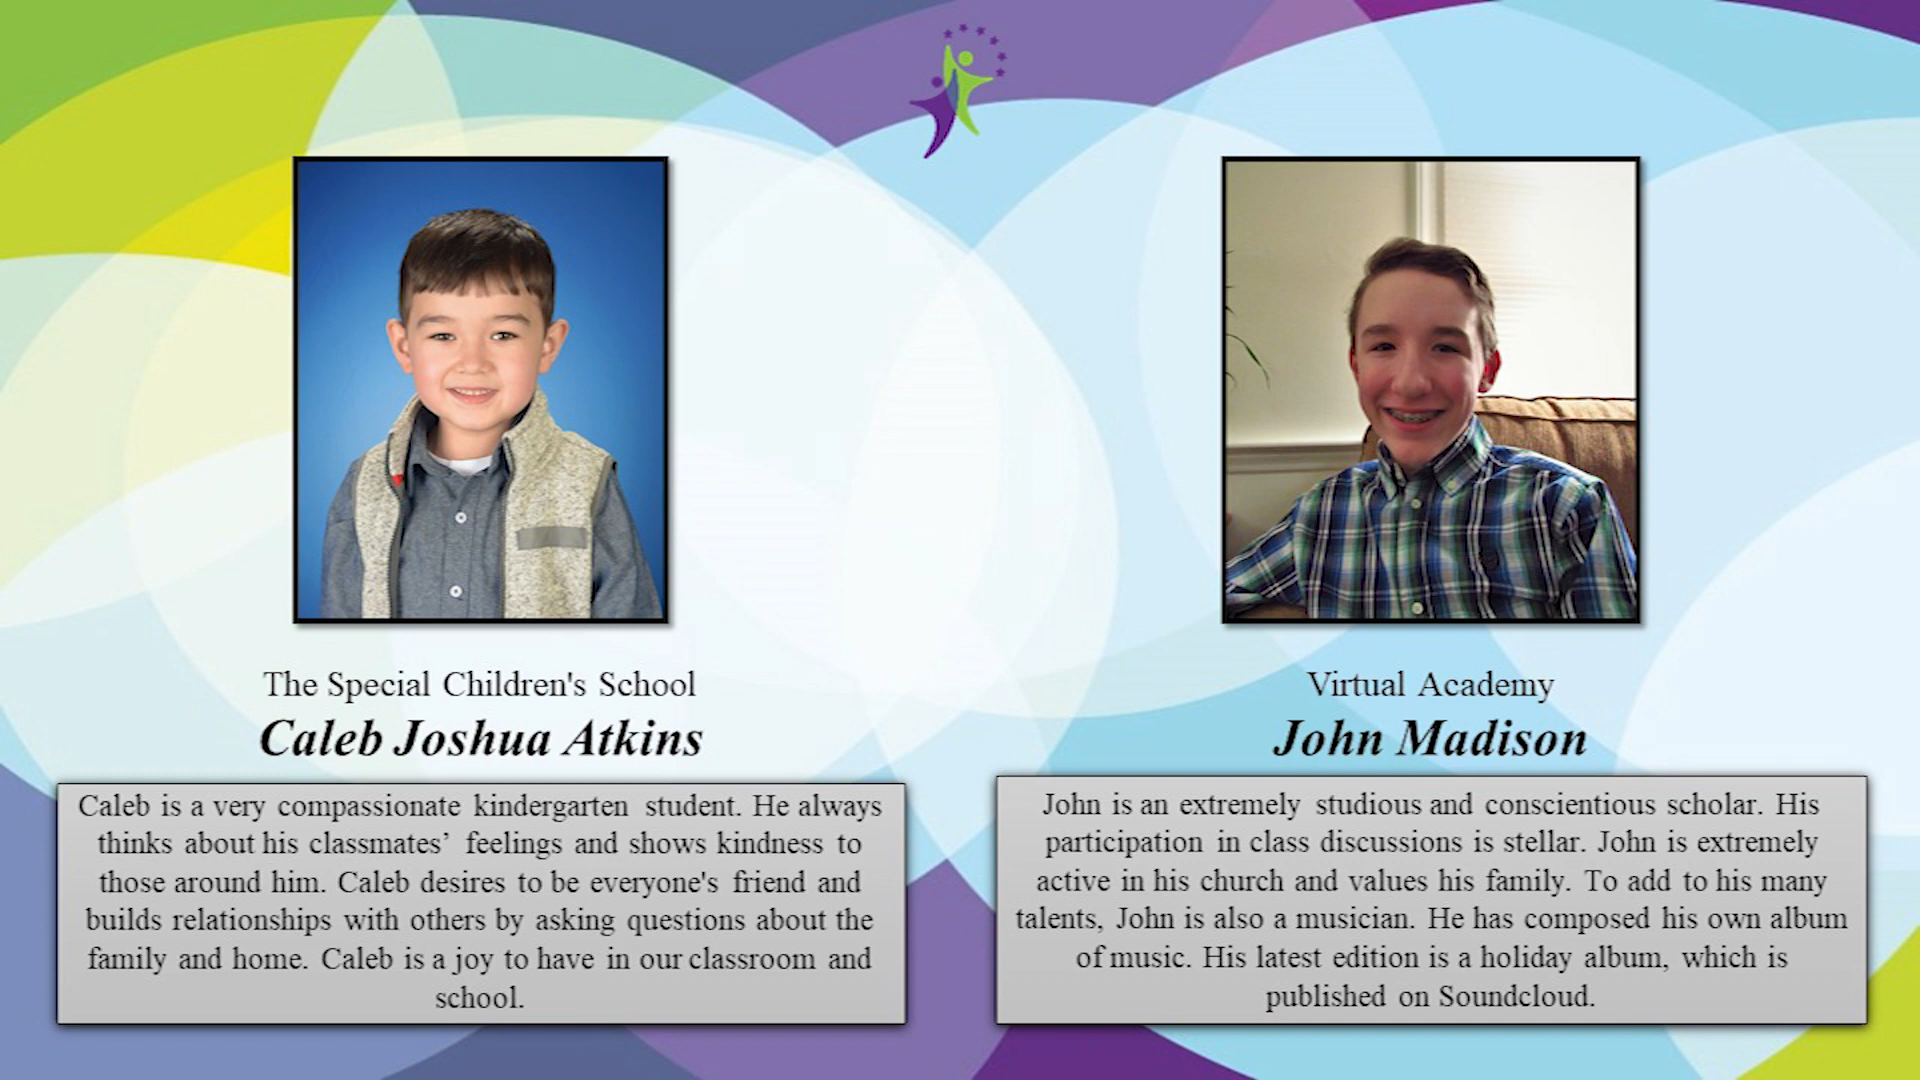 The Special Children's School
Caleb Joshua Atkins
Caleb is a very compassionate kindergarten student. He always
thinks about his classmates’ feelings and shows kindness to
those around him. Caleb desires to be everyone's friend and
builds relationships with others by asking questions about the
family and home. Caleb is a joy to have in our classroom and
school.
Virtual Academy
John Madison
John is an extremely studious and conscientious scholar. His
participation in class discussions is stellar. John is extremely
active in his church and values his family. To add to his many
talents, John is also a musician. He has composed his own album
of music. His latest edition is a holiday album, which is
published on Soundcloud.